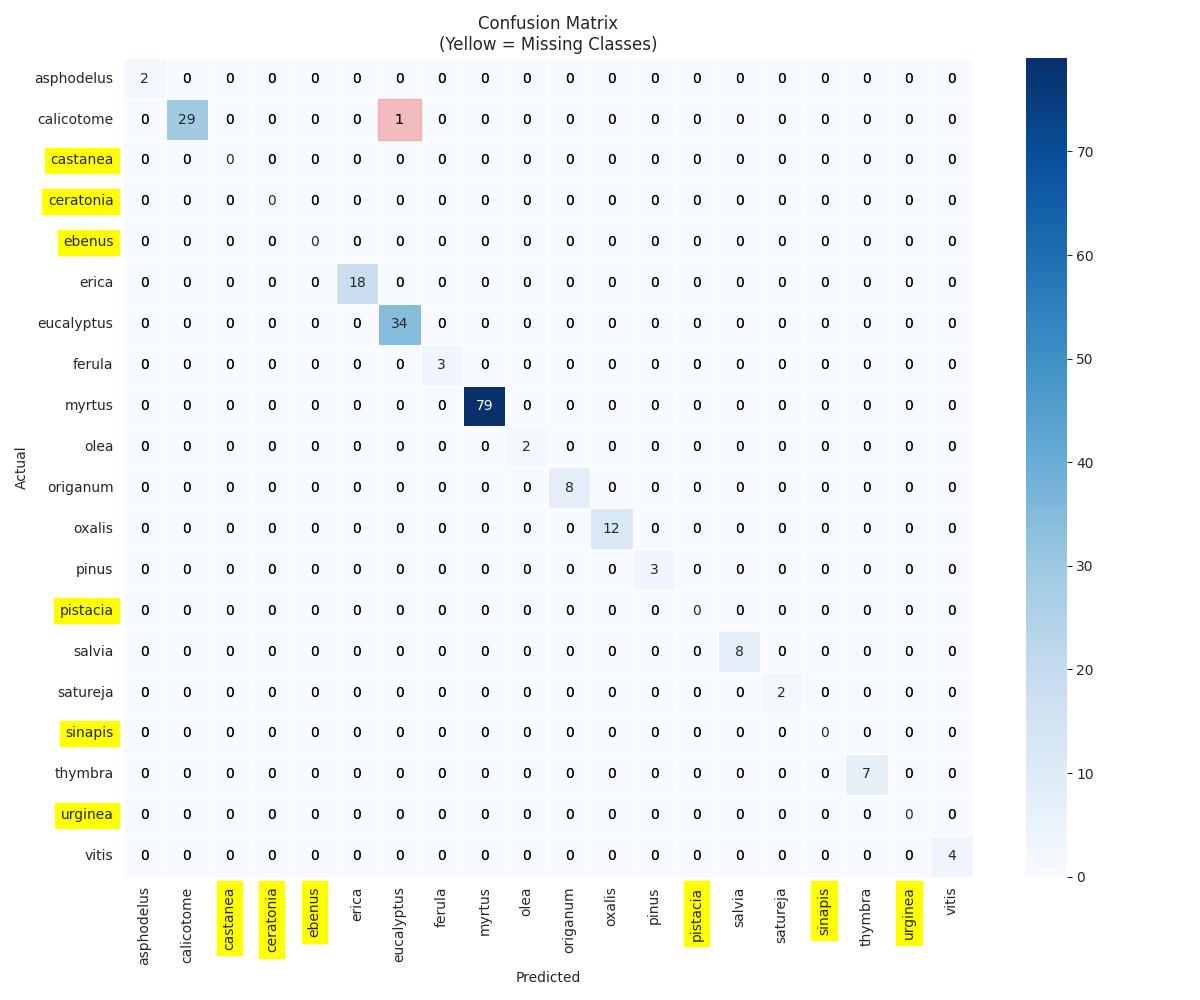 Confusion Matrix
(Yellow = Missing Classes)
asphodelus 2 0 0 0 0 0 0 0 0 0 0 0 0 0 0 0 0 0 0 0
calicotome 0 29 0 0 0 0 1 0 0 0 0 0 0 0 0 0 0 0 0 0
castanea 0 0 0 0 0 0 0 0 0 0 0 0 0 0 0 0 0 0 0 0
ceratonia 0 0 0 0 0 0 0 0 0 0 0 0 0 0 0 0 0 0 0 0
ebenus 0 0 0 0 0 0 0 0 0 0 0 0 0 0 0 0 0 0 0 0
erica 0 0 0 0 0 18 0 0 0 0 0 0 0 0 0 0 0 0 0 0
eucalyptus 0 0 0 0 0 0 34 0 0 0 0 0 0 0 0 0 0 0 0 0
ferula 0 0 0 0 0 0 0 3 0 0 0 0 0 0 0 0 0 0 0 0
myrtus 0 0 0 0 0 0 0 0 79 0 0 0 0 0 0 0 0 0 0 0
olea 0 0 0 0 0 0 0 0 0 2 0 0 0 0 0 0 0 0 0 0
origanum 0 0 0 0 0 0 0 0 0 0 8 0 0 0 0 0 0 0 0 0
oxalis 0 0 0 0 0 0 0 0 0 0 0 12 0 0 0 0 0 0 0 0
pinus 0 0 0 0 0 0 0 0 0 0 0 0 3 0 0 0 0 0 0 0
pistacia 0 0 0 0 0 0 0 0 0 0 0 0 0 0 0 0 0 0 0 0
salvia 0 0 0 0 0 0 0 0 0 0 0 0 0 0 8 0 0 0 0 0
satureja 0 0 0 0 0 0 0 0 0 0 0 0 0 0 0 2 0 0 0 0
sinapis 0 0 0 0 0 0 0 0 0 0 0 0 0 0 0 0 0 0 0 0
thymbra 0 0 0 0 0 0 0 0 0 0 0 0 0 0 0 0 0 7 0 0
urginea 0 0 0 0 0 0 0 0 0 0 0 0 0 0 0 0 0 0 0 0
vitis 0 0 0 0 0 0 0 0 0 0 0 0 0 0 0 0 0 0 0 4
Actual
asphodelus
calicotome
castanea
ceratonia
ebenus
erica
eucalyptus
ferula
myrtus
olea
origanum
oxalis
pinus
pistacia
salvia
satureja
sinapis
thymbra
urginea
vitis
Predicted
70
60
50
40
30
20
10
0